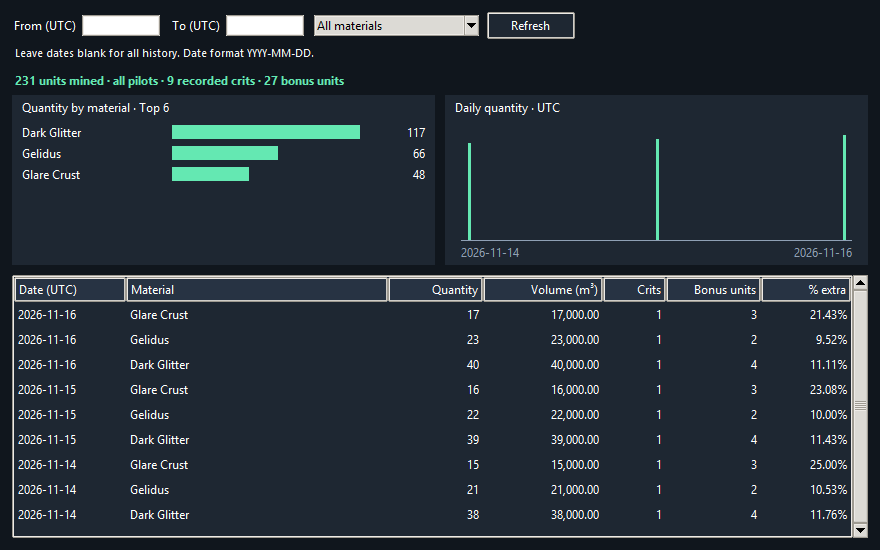 From (UTC) To (UTC) All materials Refresh
Leave dates blank for all history. Date format YYYY-MM-DD.
231 units mined · all pilots · 9 recorded crits · 27 bonus units
Quantity by material · Top 6
Dark Glitter 117
Gelidus 66
Glare Crust 48
Daily quantity · UTC
2026-11-14 2026-11-16
Date (UTC) Material Quantity Volume (m³) Crits Bonus units % extra
2026-11-16 Glare Crust 17 17,000.00 1 3 21.43%
2026-11-16 Gelidus 23 23,000.00 1 2 9.52%
2026-11-16 Dark Glitter 40 40,000.00 1 4 11.11%
2026-11-15 Glare Crust 16 16,000.00 1 3 23.08%
2026-11-15 Gelidus 22 22,000.00 1 2 10.00%
2026-11-15 Dark Glitter 39 39,000.00 1 4 11.43%
2026-11-14 Glare Crust 15 15,000.00 1 3 25.00%
2026-11-14 Gelidus 21 21,000.00 1 2 10.53%
2026-11-14 Dark Glitter 38 38,000.00 1 4 11.76%